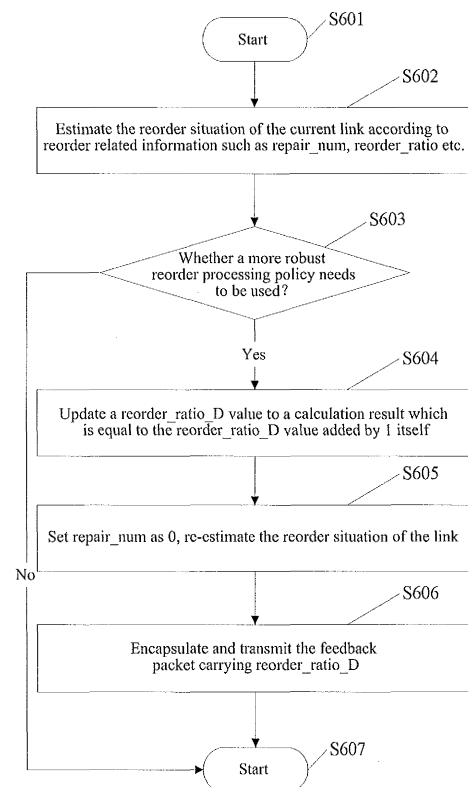 S601
Start
S602
Estimate the reorder situation of the current link according to
reorder related information such as repair_num, reorder_ratio etc.
S603
Whether a more robust
reorder processing policy needs
to be used?
Yes
S604
Update a reorder_ratio_D value to a calculation result which
is equal to the reorder_ratio_D value added by 1 itself
S605
Set repair_num as 0, re-estimate the reorder situation of the link
No
S606
Encapsulate and transmit the feedback
packet carrying reorder_ratio_D
S607
Start